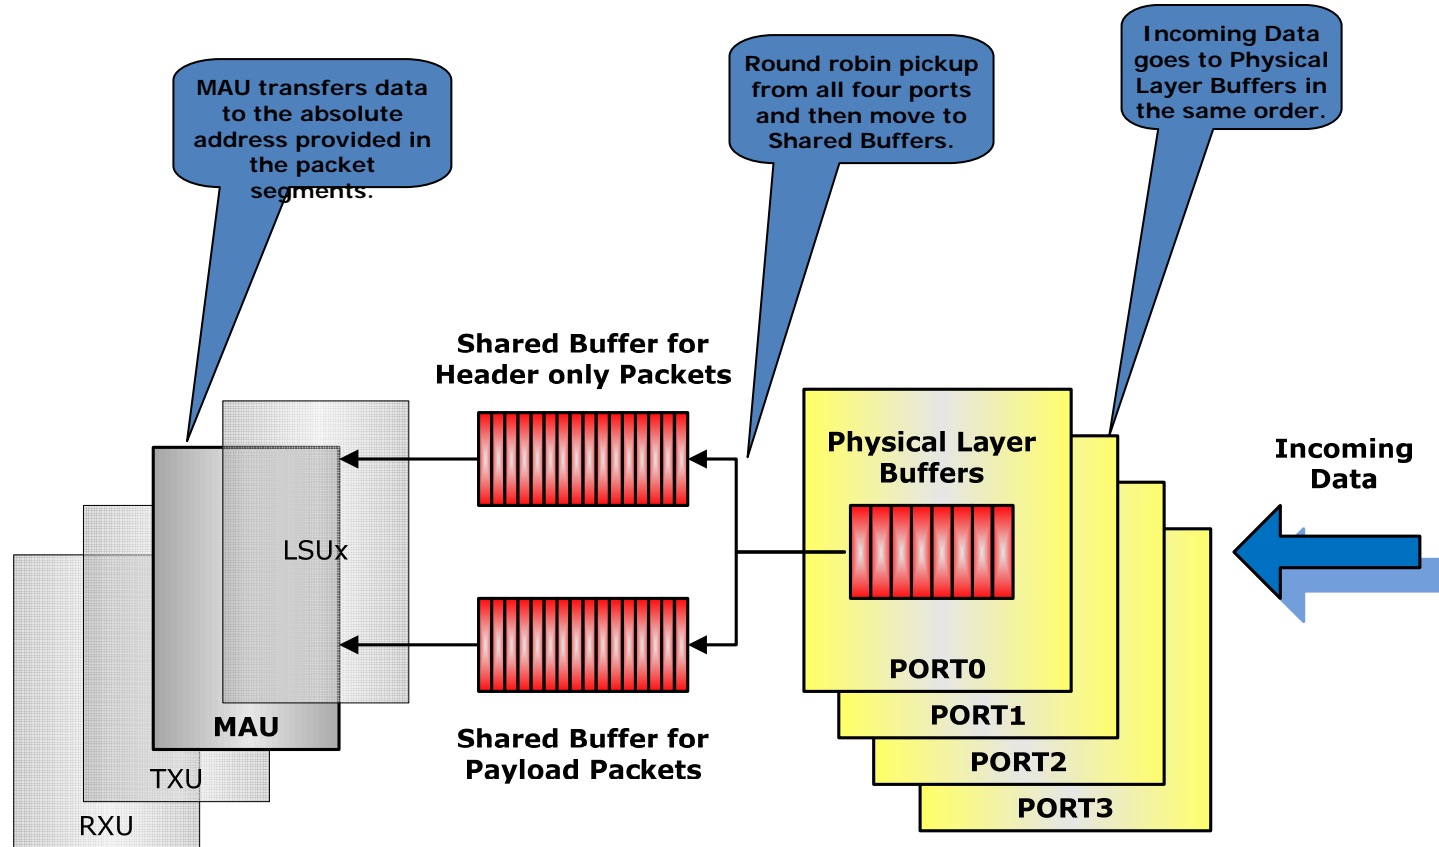 MAU transfers data
to the absolute
address provided in
the packet
segments.
Round robin pickup
from all four ports
and then move to
Shared Buffers.
Incoming Data
goes to Physical
Layer Buffers in
the same order.
Shared Buffer for
Header only Packets
Physical Layer
Buffers
Incoming
Data
LSUx
PORT0
MAU
PORT1
Shared Buffer for
Payload Packets
PORT2
TXU
PORT3
RXU